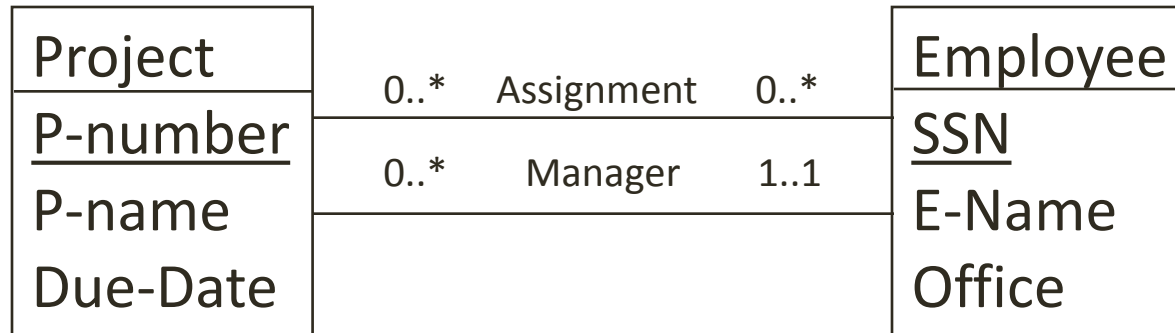 Project
P-number
P-name
Due-Date
0..* Assignment 0..*
0..* Manager 1..1
Employee
SSN
E-Name
Office